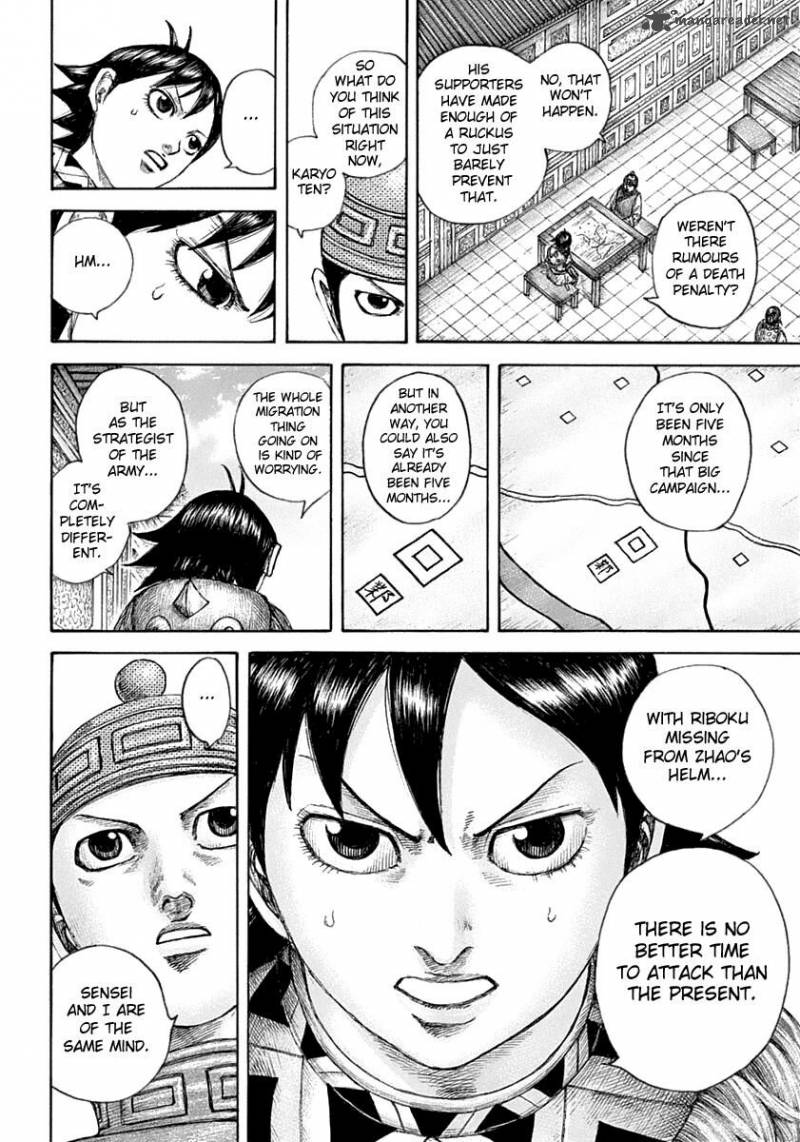 mangareader.net
WEREN'T
THERE
RUMOURS
OF A DEATH
PENALTY?
NO, THAT
WON'T
HAPPEN.
HIS
SUPPORTERS
HAVE MADE
ENOUGH
OF A
RUCKUS
TO JUST
BARELY
PREVENT
THAT.
SO
WHAT DO
YOU THINK
OF THIS
SITUATION
RIGHT
NOW,
KARYO
TEN?
...
HM...
IT'S ONLY
BEEN FIVE
MONTHS
SINCE
THAT BIG
CAMPAIGN...
BUT IN
ANOTHER
WAY, YOU
COULD ALSO
SAY IT'S
ALREADY
BEEN FIVE
MONTHS...
鄴
鄴
THE WHOLE
MIGRATION
THING
GOING ON
IS KIND OF
WORRYING.
BUT
AS THE
STRATEGIST
OF THE
ARMY...
IT'S
COM-
PLETELY
DIFFER-
ENT.
WITH RIBOKU
MISSING
FROM ZHAO'S
HELM...
THERE IS NO
BETTER TIME
TO ATTACK THAN
THE PRESENT.
...
SENSEI
AND I ARE
OF THE
SAME MIND.